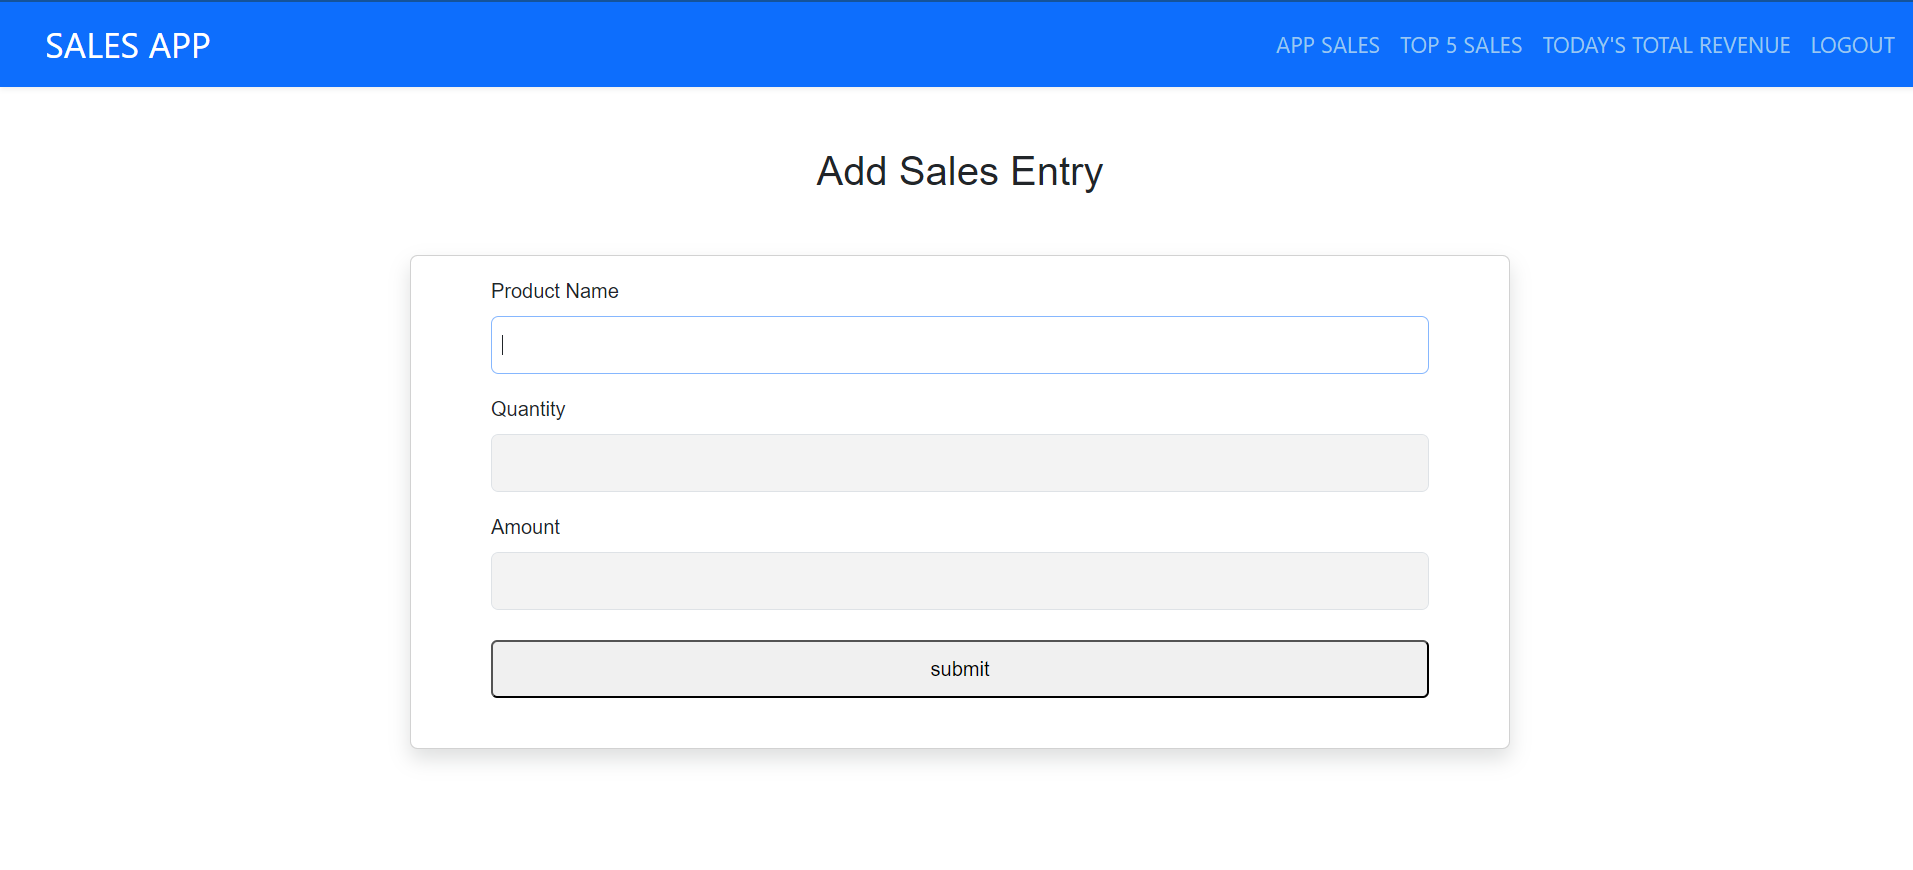 SALES APP APP SALES TOP 5 SALES TODAY'S TOTAL REVENUE LOGOUT
Add Sales Entry
Product Name
Quantity
Amount
submit